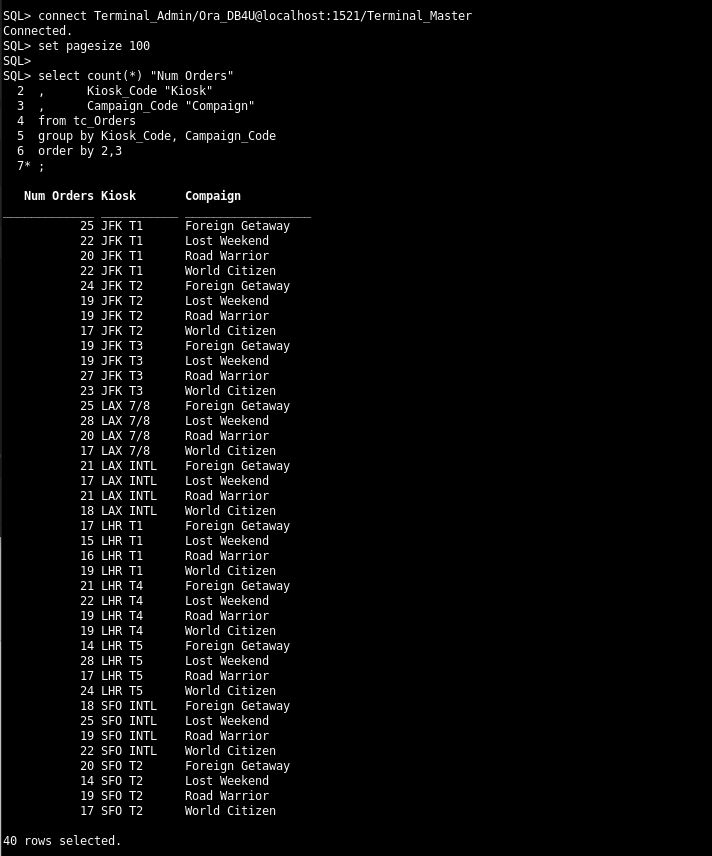 SQL> connect Terminal_Admin/Ora_DB4U@localhost:1521/Terminal_Master
Connected.
SQL> set pagesize 100
SQL>
SQL> select count(*) "Num Orders"
  2  ,      Kiosk_Code "Kiosk"
  3  ,      Campaign_Code "Compaign"
  4  from tc_Orders
  5  group by Kiosk_Code, Campaign_Code
  6  order by 2,3
  7* ;
   Num Orders Kiosk       Compaign
_____________ ___________ __________________
           25 JFK T1      Foreign Getaway
           22 JFK T1      Lost Weekend
           20 JFK T1      Road Warrior
           22 JFK T1      World Citizen
           24 JFK T2      Foreign Getaway
           19 JFK T2      Lost Weekend
           19 JFK T2      Road Warrior
           17 JFK T2      World Citizen
           19 JFK T3      Foreign Getaway
           19 JFK T3      Lost Weekend
           27 JFK T3      Road Warrior
           23 JFK T3      World Citizen
           25 LAX 7/8     Foreign Getaway
           28 LAX 7/8     Lost Weekend
           20 LAX 7/8     Road Warrior
           17 LAX 7/8     World Citizen
           21 LAX INTL    Foreign Getaway
           17 LAX INTL    Lost Weekend
           21 LAX INTL    Road Warrior
           18 LAX INTL    World Citizen
           17 LHR T1      Foreign Getaway
           15 LHR T1      Lost Weekend
           16 LHR T1      Road Warrior
           19 LHR T1      World Citizen
           21 LHR T4      Foreign Getaway
           22 LHR T4      Lost Weekend
           19 LHR T4      Road Warrior
           19 LHR T4      World Citizen
           14 LHR T5      Foreign Getaway
           28 LHR T5      Lost Weekend
           17 LHR T5      Road Warrior
           24 LHR T5      World Citizen
           18 SFO INTL    Foreign Getaway
           25 SFO INTL    Lost Weekend
           19 SFO INTL    Road Warrior
           22 SFO INTL    World Citizen
           20 SFO T2      Foreign Getaway
           14 SFO T2      Lost Weekend
           19 SFO T2      Road Warrior
           17 SFO T2      World Citizen
40 rows selected.